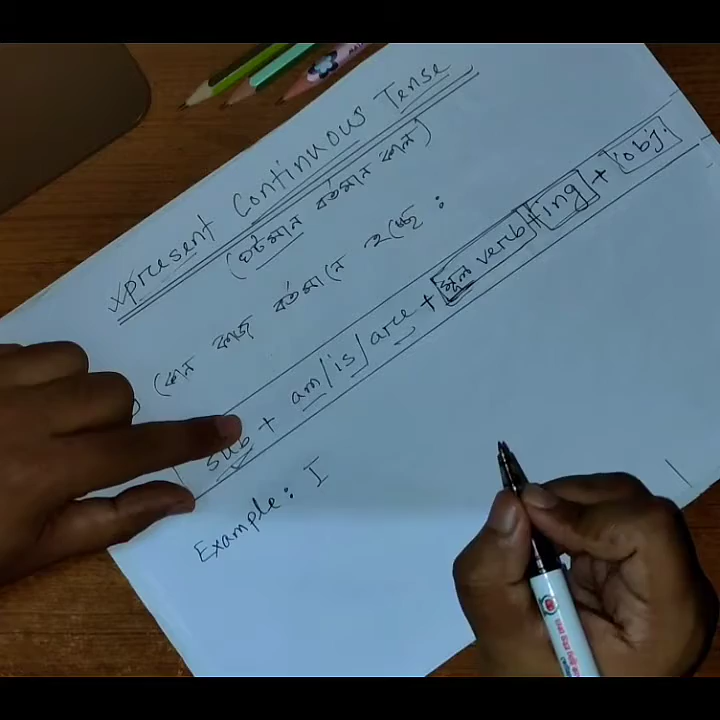 *Present Continuous Tense
(ঘটমান বর্তমান কাল)
কোন কাজ বর্তমানে হচ্ছে :
sub + am/is/are + মূল verb + ing + obj.
Example: I